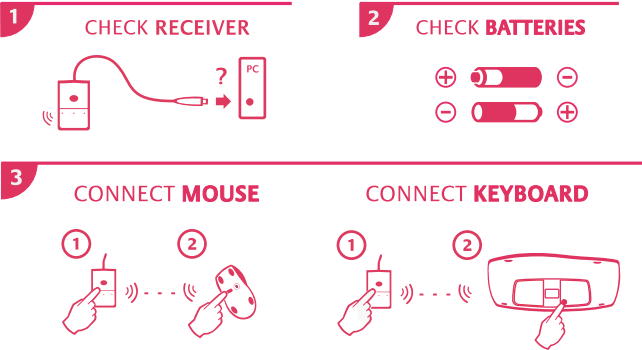 1
CHECK RECEIVER
?
PC
2
CHECK BATTERIES
+ −
− +
3
CONNECT MOUSE
1 2
CONNECT KEYBOARD
1 2